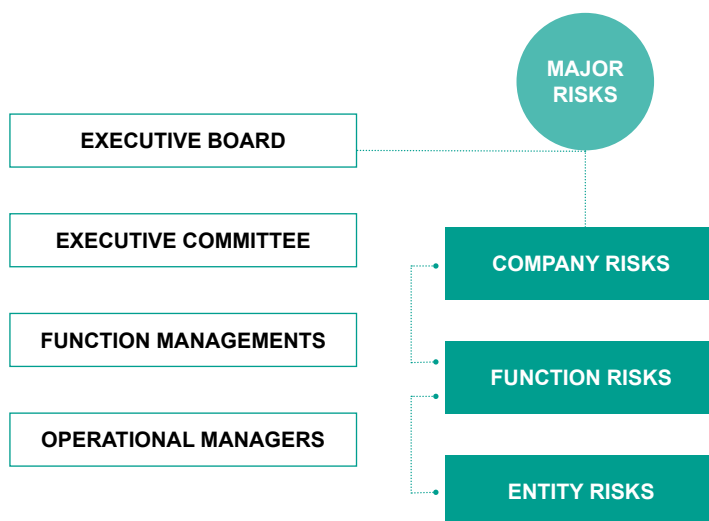 MAJOR
RISKS
EXECUTIVE BOARD
EXECUTIVE COMMITTEE
COMPANY RISKS
FUNCTION MANAGEMENTS
FUNCTION RISKS
OPERATIONAL MANAGERS
ENTITY RISKS